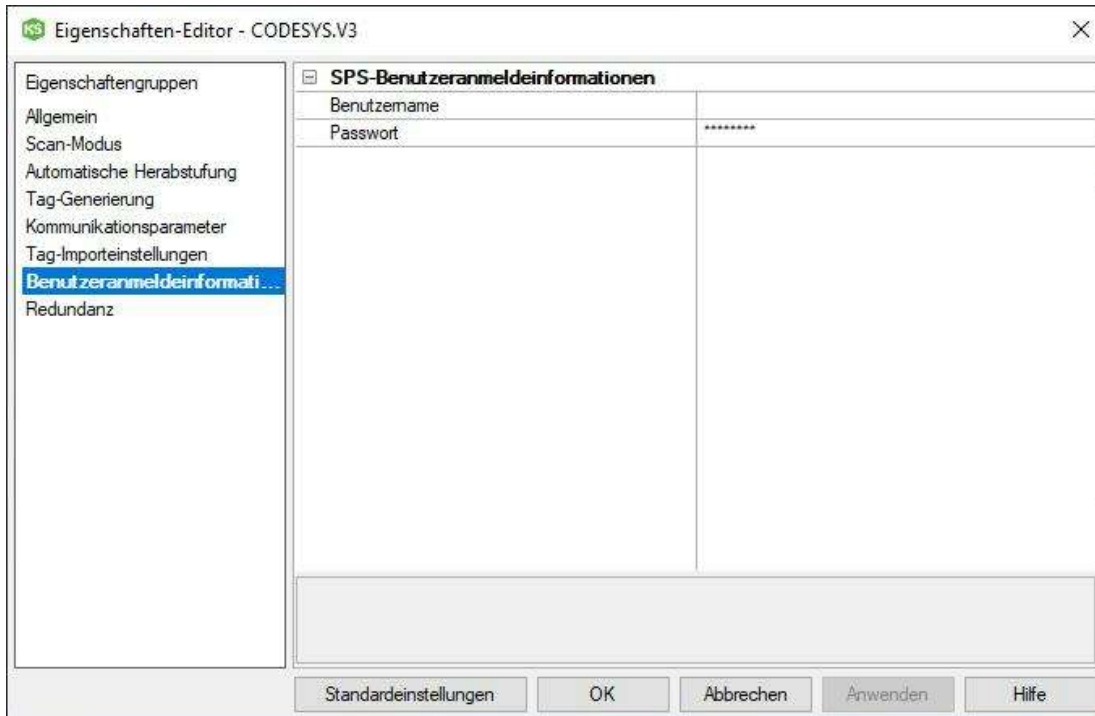 KS Eigenschaften-Editor - CODESYS.V3
Eigenschaftengruppen
Allgemein
Scan-Modus
Automatische Herabstufung
Tag-Generierung
Kommunikationsparameter
Tag-Importeinstellungen
Benutzeranmeldeinformati...
Redundanz
SPS-Benutzeranmeldeinformationen
Benutzername
Passwort ********
Standardeinstellungen OK Abbrechen Anwenden Hilfe